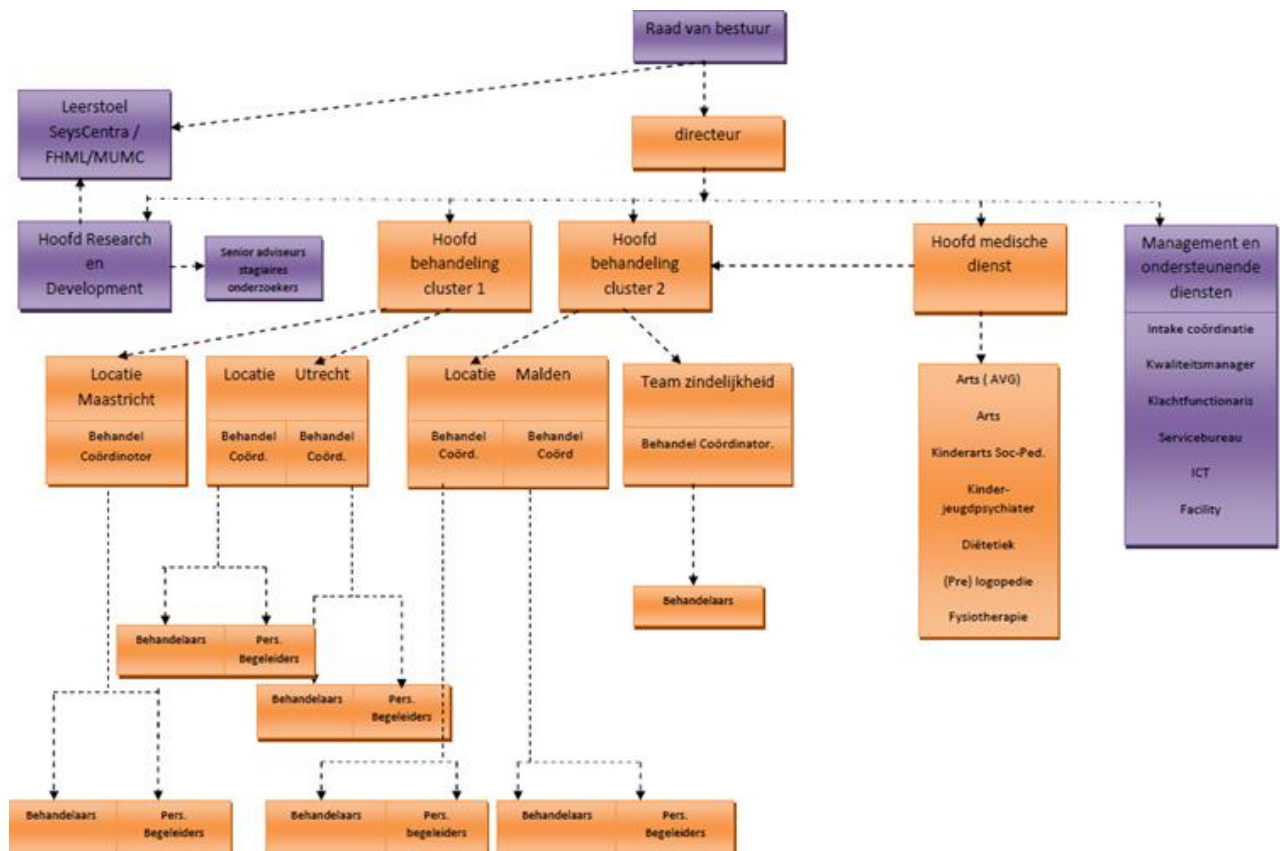 Raad van bestuur
Leerstoel
SeysCentra /
FHML/MUMC
directeur
Hoofd Research
en
Development
Senior adviseurs
stagiaires
onderzoekers
Hoofd
behandeling
cluster 1
Hoofd
behandeling
cluster 2
Hoofd medische
dienst
Management en
ondersteunende
diensten
Intake coördinatie
Kwaliteitsmanager
Klachtfunctionaris
Servicebureau
ICT
Facility
Locatie
Maastricht
Behandel
Coördinotor
Locatie Utrecht
Behandel
Coörd.
Behandel
Coörd.
Locatie Malden
Behandel
Coörd.
Behandel
Coörd
Team zindelijkheid
Behandel Coördinator.
Arts ( AVG)
Arts
Kinderarts Soc-Ped.
Kinder-
jeugdpsychiater
Diëtetiek
(Pre) logopedie
Fysiotherapie
Behandelaars
Behandelaars
Pers.
Begeleiders
Behandelaars
Pers.
Begeleiders
Behandelaars
Pers.
Begeleiders
Behandelaars
Pers.
begeleiders
Behandelaars
Pers.
Begeleiders